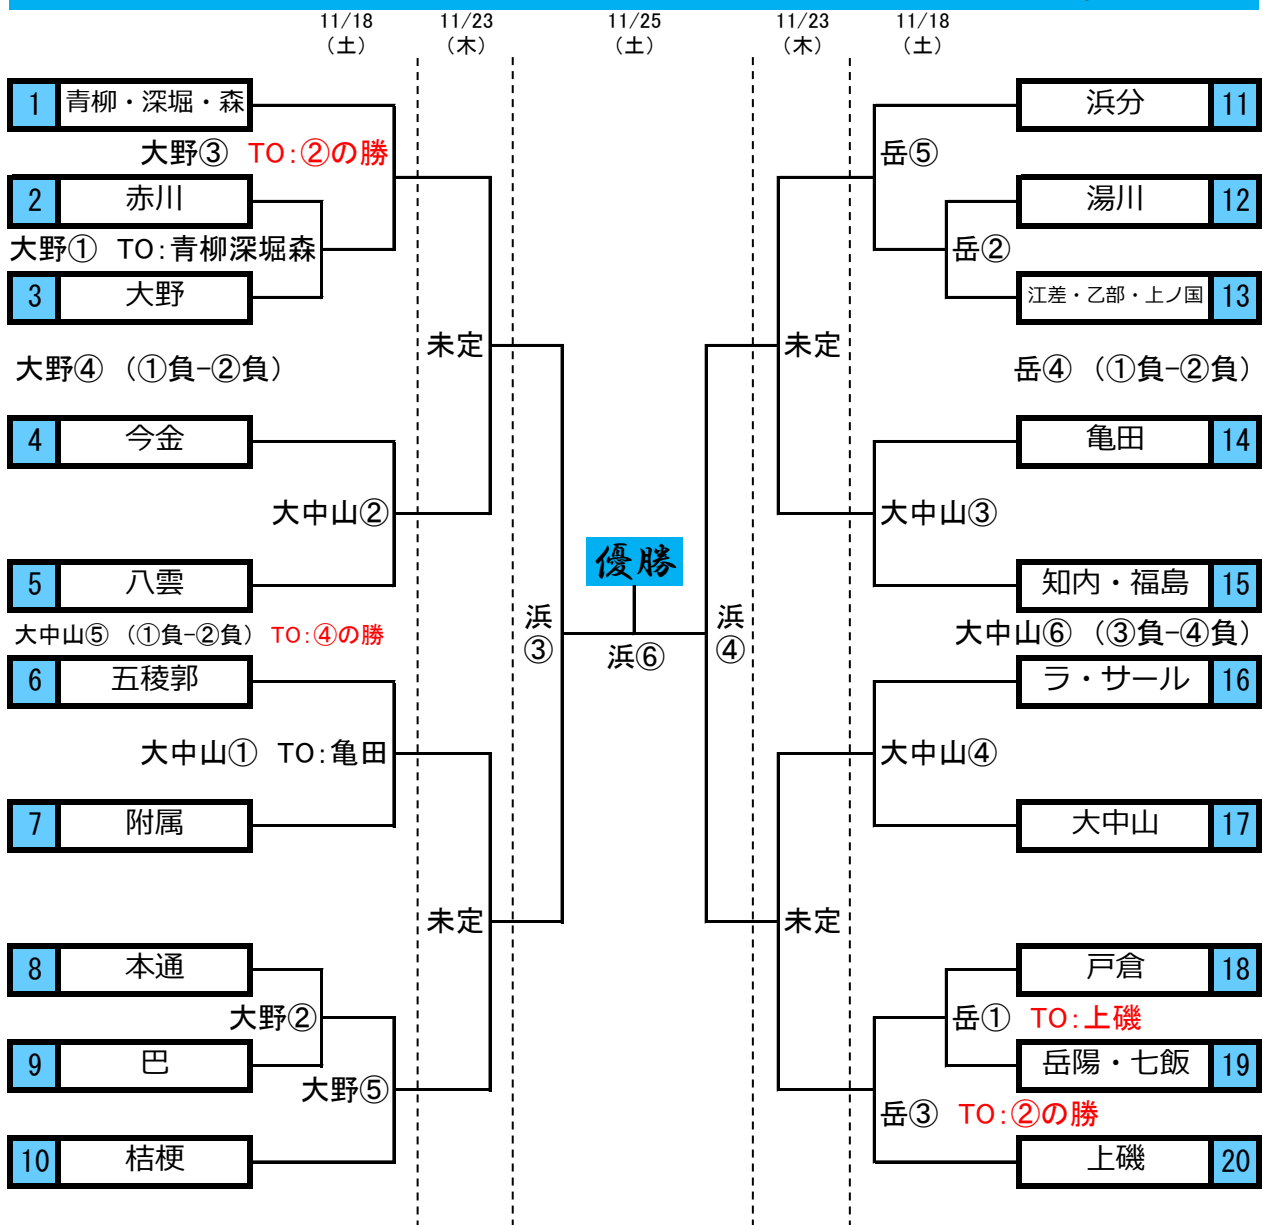 11/18 11/23 11/25 11/23 11/18
(土) (木) (土) (木) (土)
1 青柳・深堀・森
大野③ TO:②の勝
2 赤川
大野① TO:青柳深堀森
3 大野
未定
大野④ (①負-②負)
4 今金
大中山②
5 八雲
大中山⑤ (①負-②負) TO:④の勝
6 五稜郭
大中山① TO:亀田
7 附属
未定
8 本通
大野②
9 巴
大野⑤
10 桔梗
浜③
優勝
浜⑥
浜④
浜分 11
岳⑤
湯川 12
岳②
江差・乙部・上ノ国 13
未定
岳④ (①負-②負)
亀田 14
大中山③
知内・福島 15
大中山⑥ (③負-④負)
ラ・サール 16
大中山④
大中山 17
未定
戸倉 18
岳① TO:上磯
岳陽・七飯 19
岳③ TO:②の勝
上磯 20